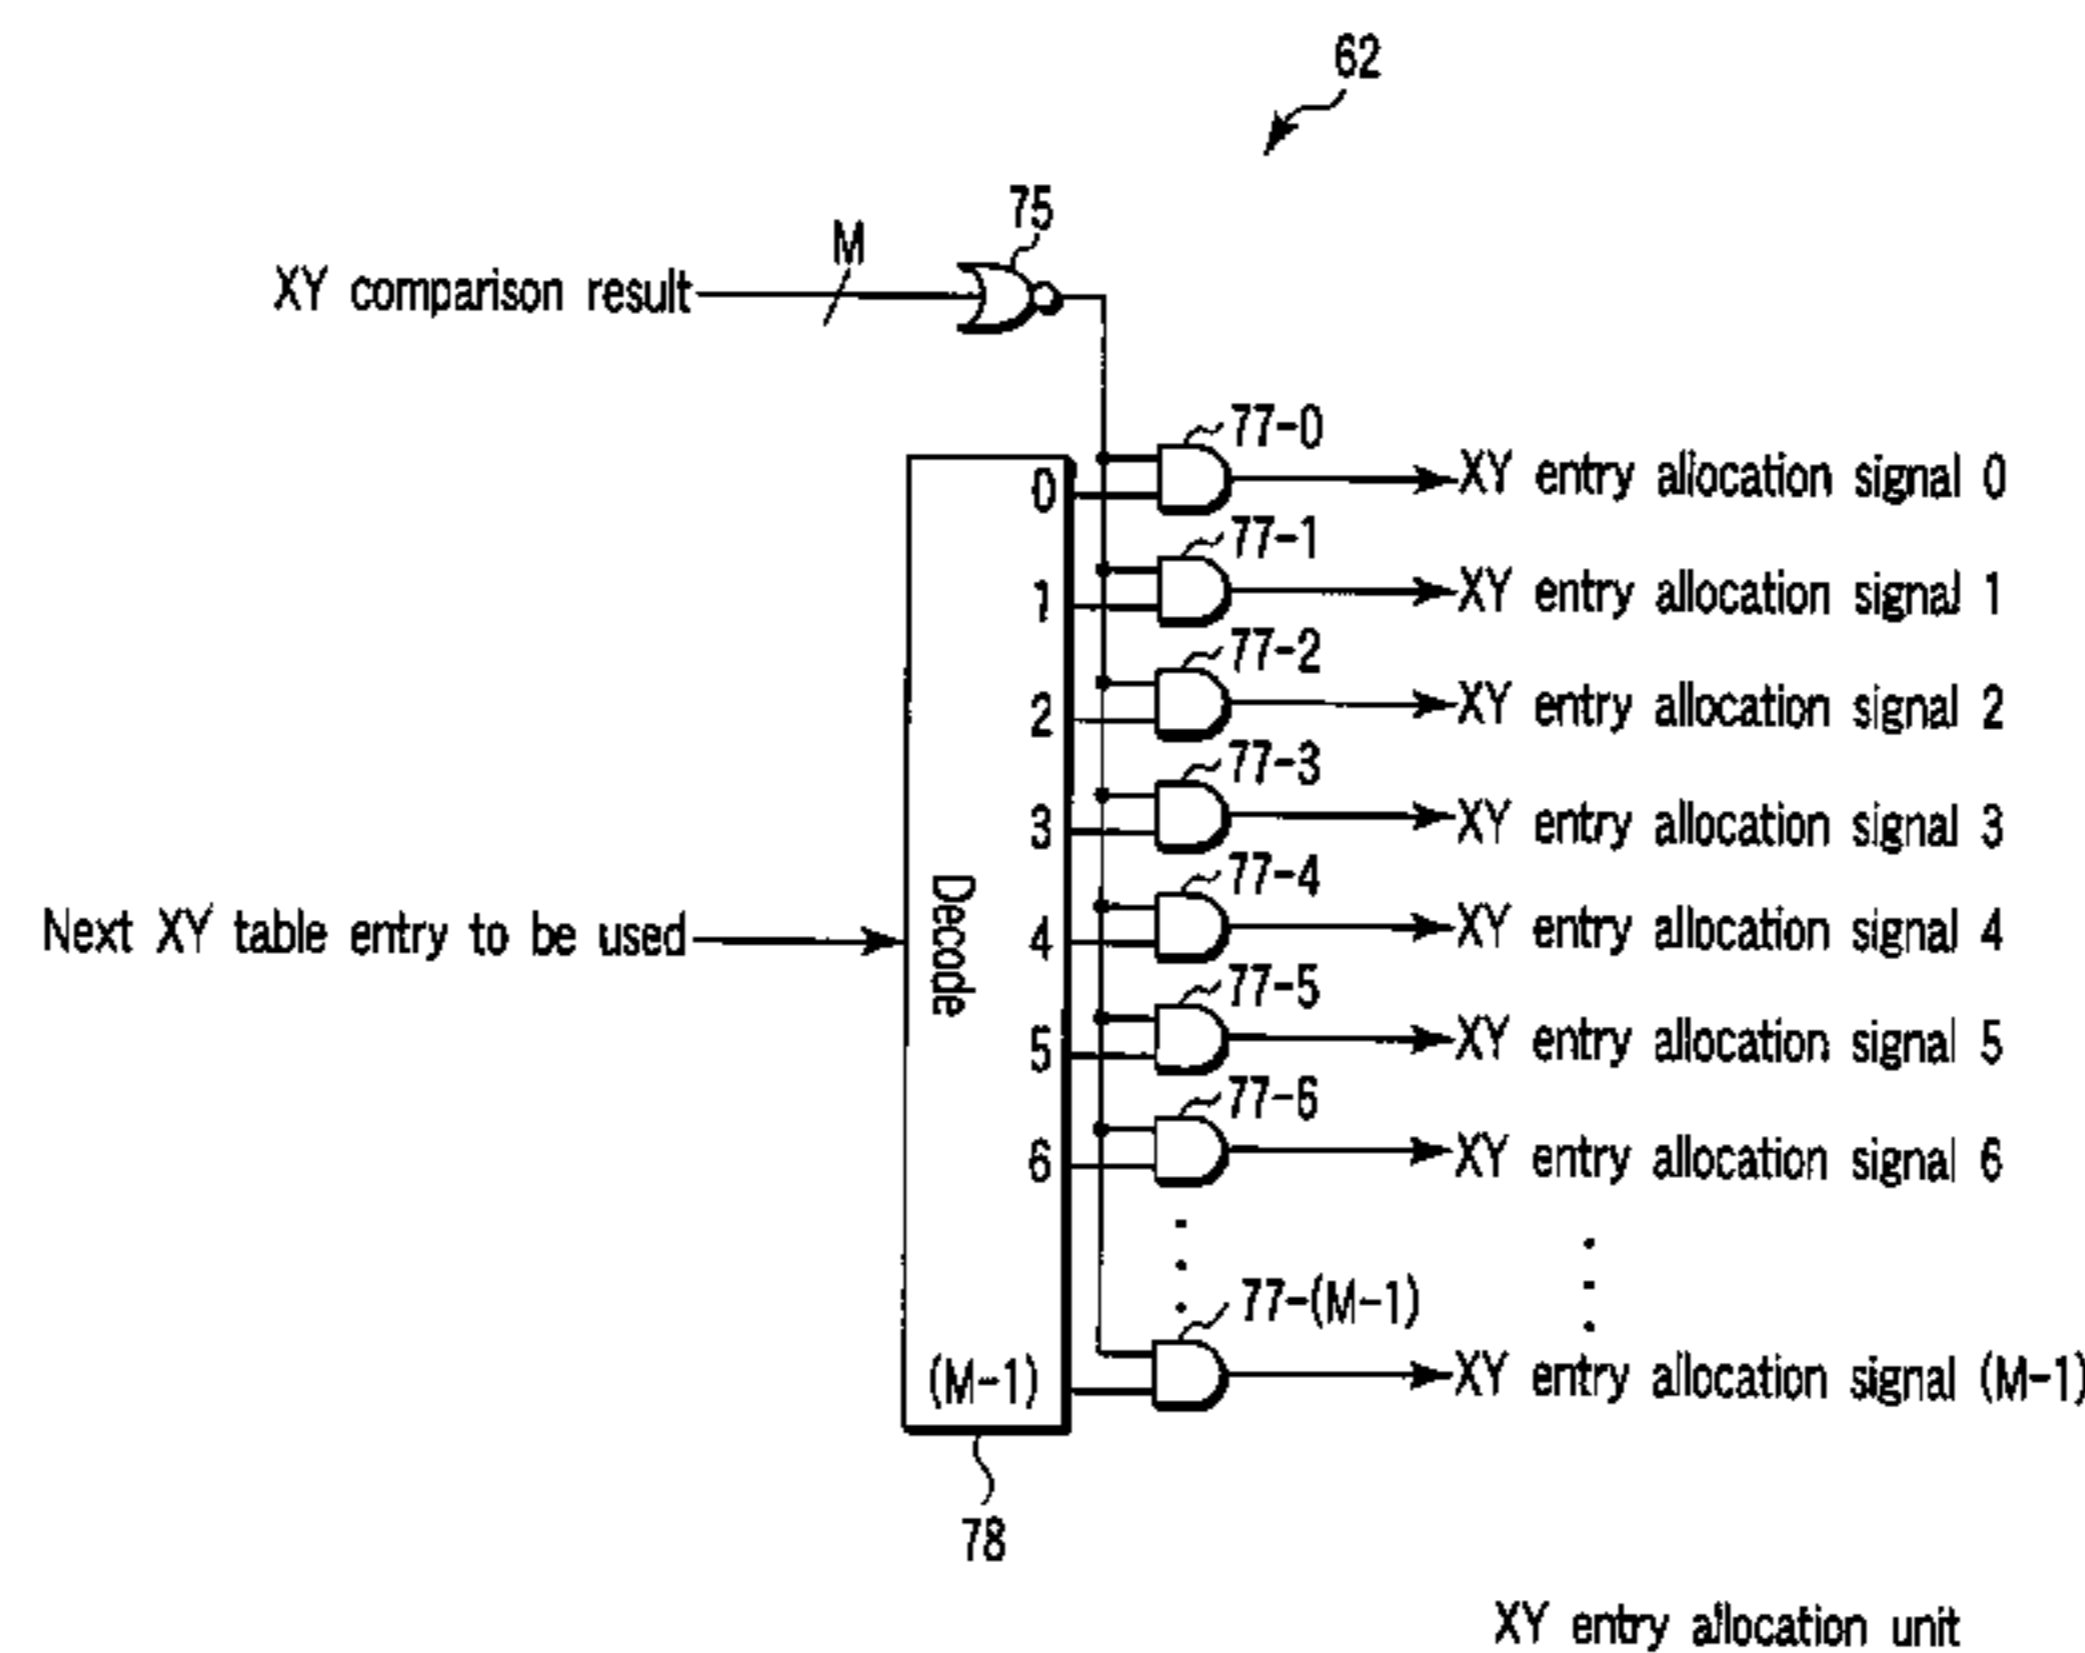 62
75
M
XY comparison result
77-0
0
XY entry allocation signal 0
77-1
1
XY entry allocation signal 1
77-2
2
XY entry allocation signal 2
77-3
3
XY entry allocation signal 3
77-4
Next XY table entry to be used
Decode
4
XY entry allocation signal 4
77-5
5
XY entry allocation signal 5
77-6
6
XY entry allocation signal 6
77-(M-1)
(M-1)
XY entry allocation signal (M-1)
78
XY entry allocation unit